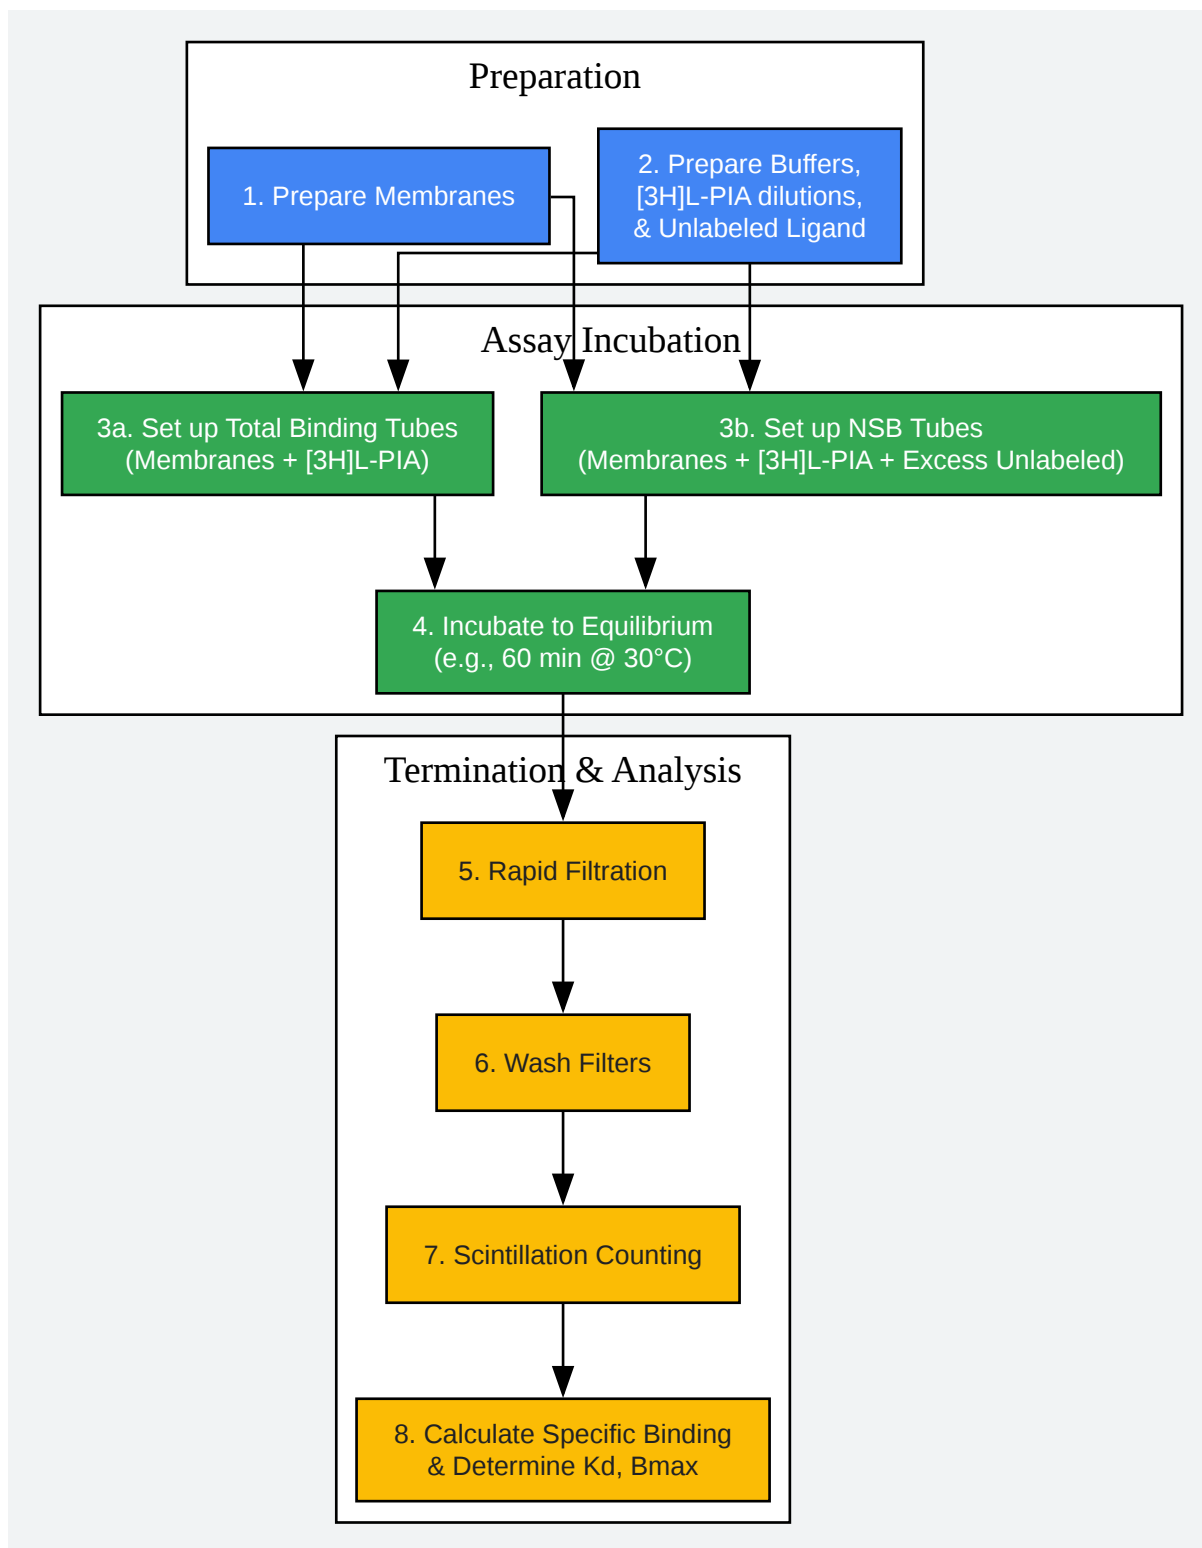 Preparation
1. Prepare Membranes
2. Prepare Buffers,
[3H]L-PIA dilutions,
& Unlabeled Ligand
Assay Incubation
3a. Set up Total Binding Tubes
(Membranes + [3H]L-PIA)
3b. Set up NSB Tubes
(Membranes + [3H]L-PIA + Excess Unlabeled)
4. Incubate to Equilibrium
(e.g., 60 min @ 30°C)
Termination & Analysis
5. Rapid Filtration
6. Wash Filters
7. Scintillation Counting
8. Calculate Specific Binding
& Determine Kd, Bmax